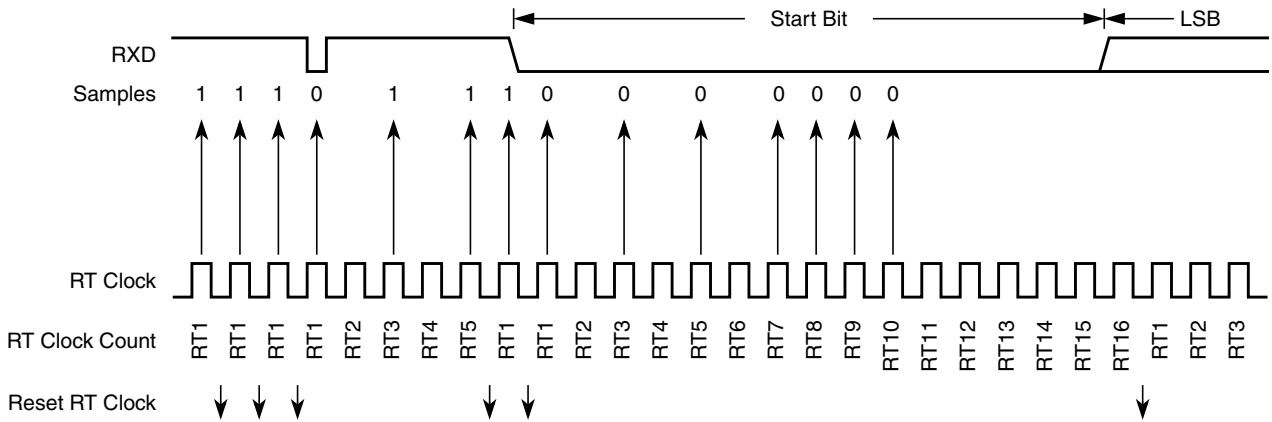 Start Bit LSB
RXD
Samples 1 1 1 0 1 1 1 0 0 0 0 0 0 0
RT Clock
RT Clock Count RT1 RT1 RT1 RT1 RT2 RT3 RT4 RT5 RT1 RT1 RT2 RT3 RT4 RT5 RT6 RT7 RT8 RT9 RT10 RT11 RT12 RT13 RT14 RT15 RT16 RT1 RT2 RT3
Reset RT Clock